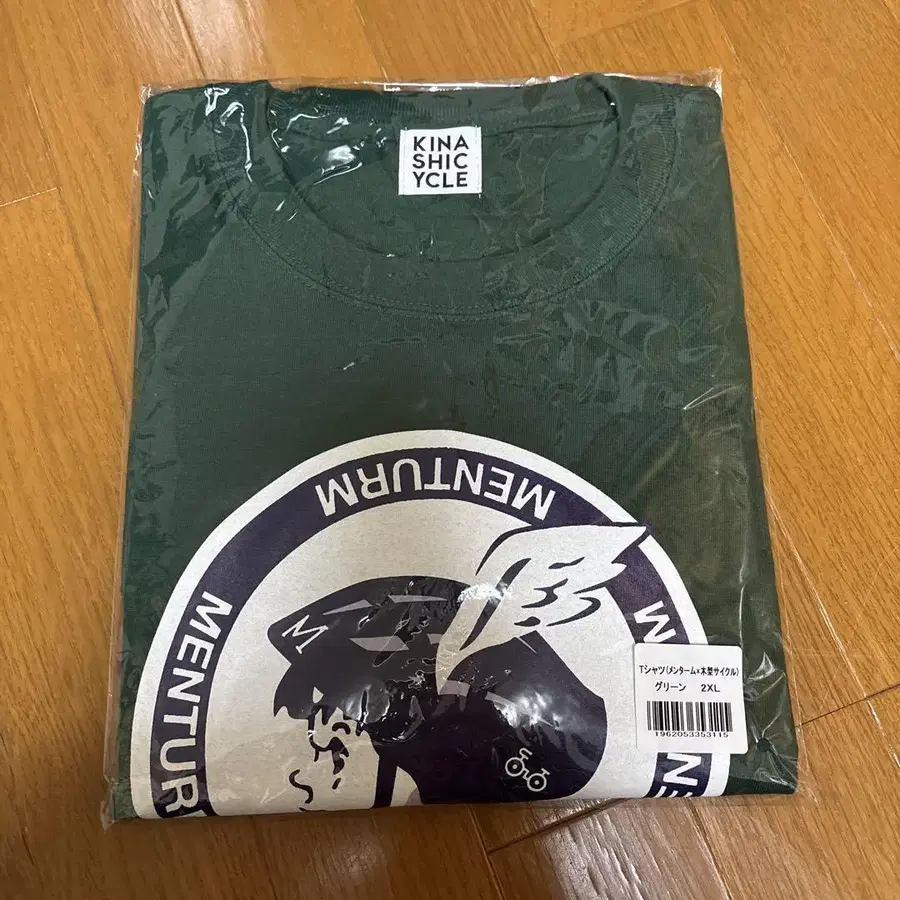 KINA
SHIC
YCLE
MENTURM
MENTURM
M
M
Tシャツ(メンターム×木梨サイクル)
グリーン 2XL
1962053353115